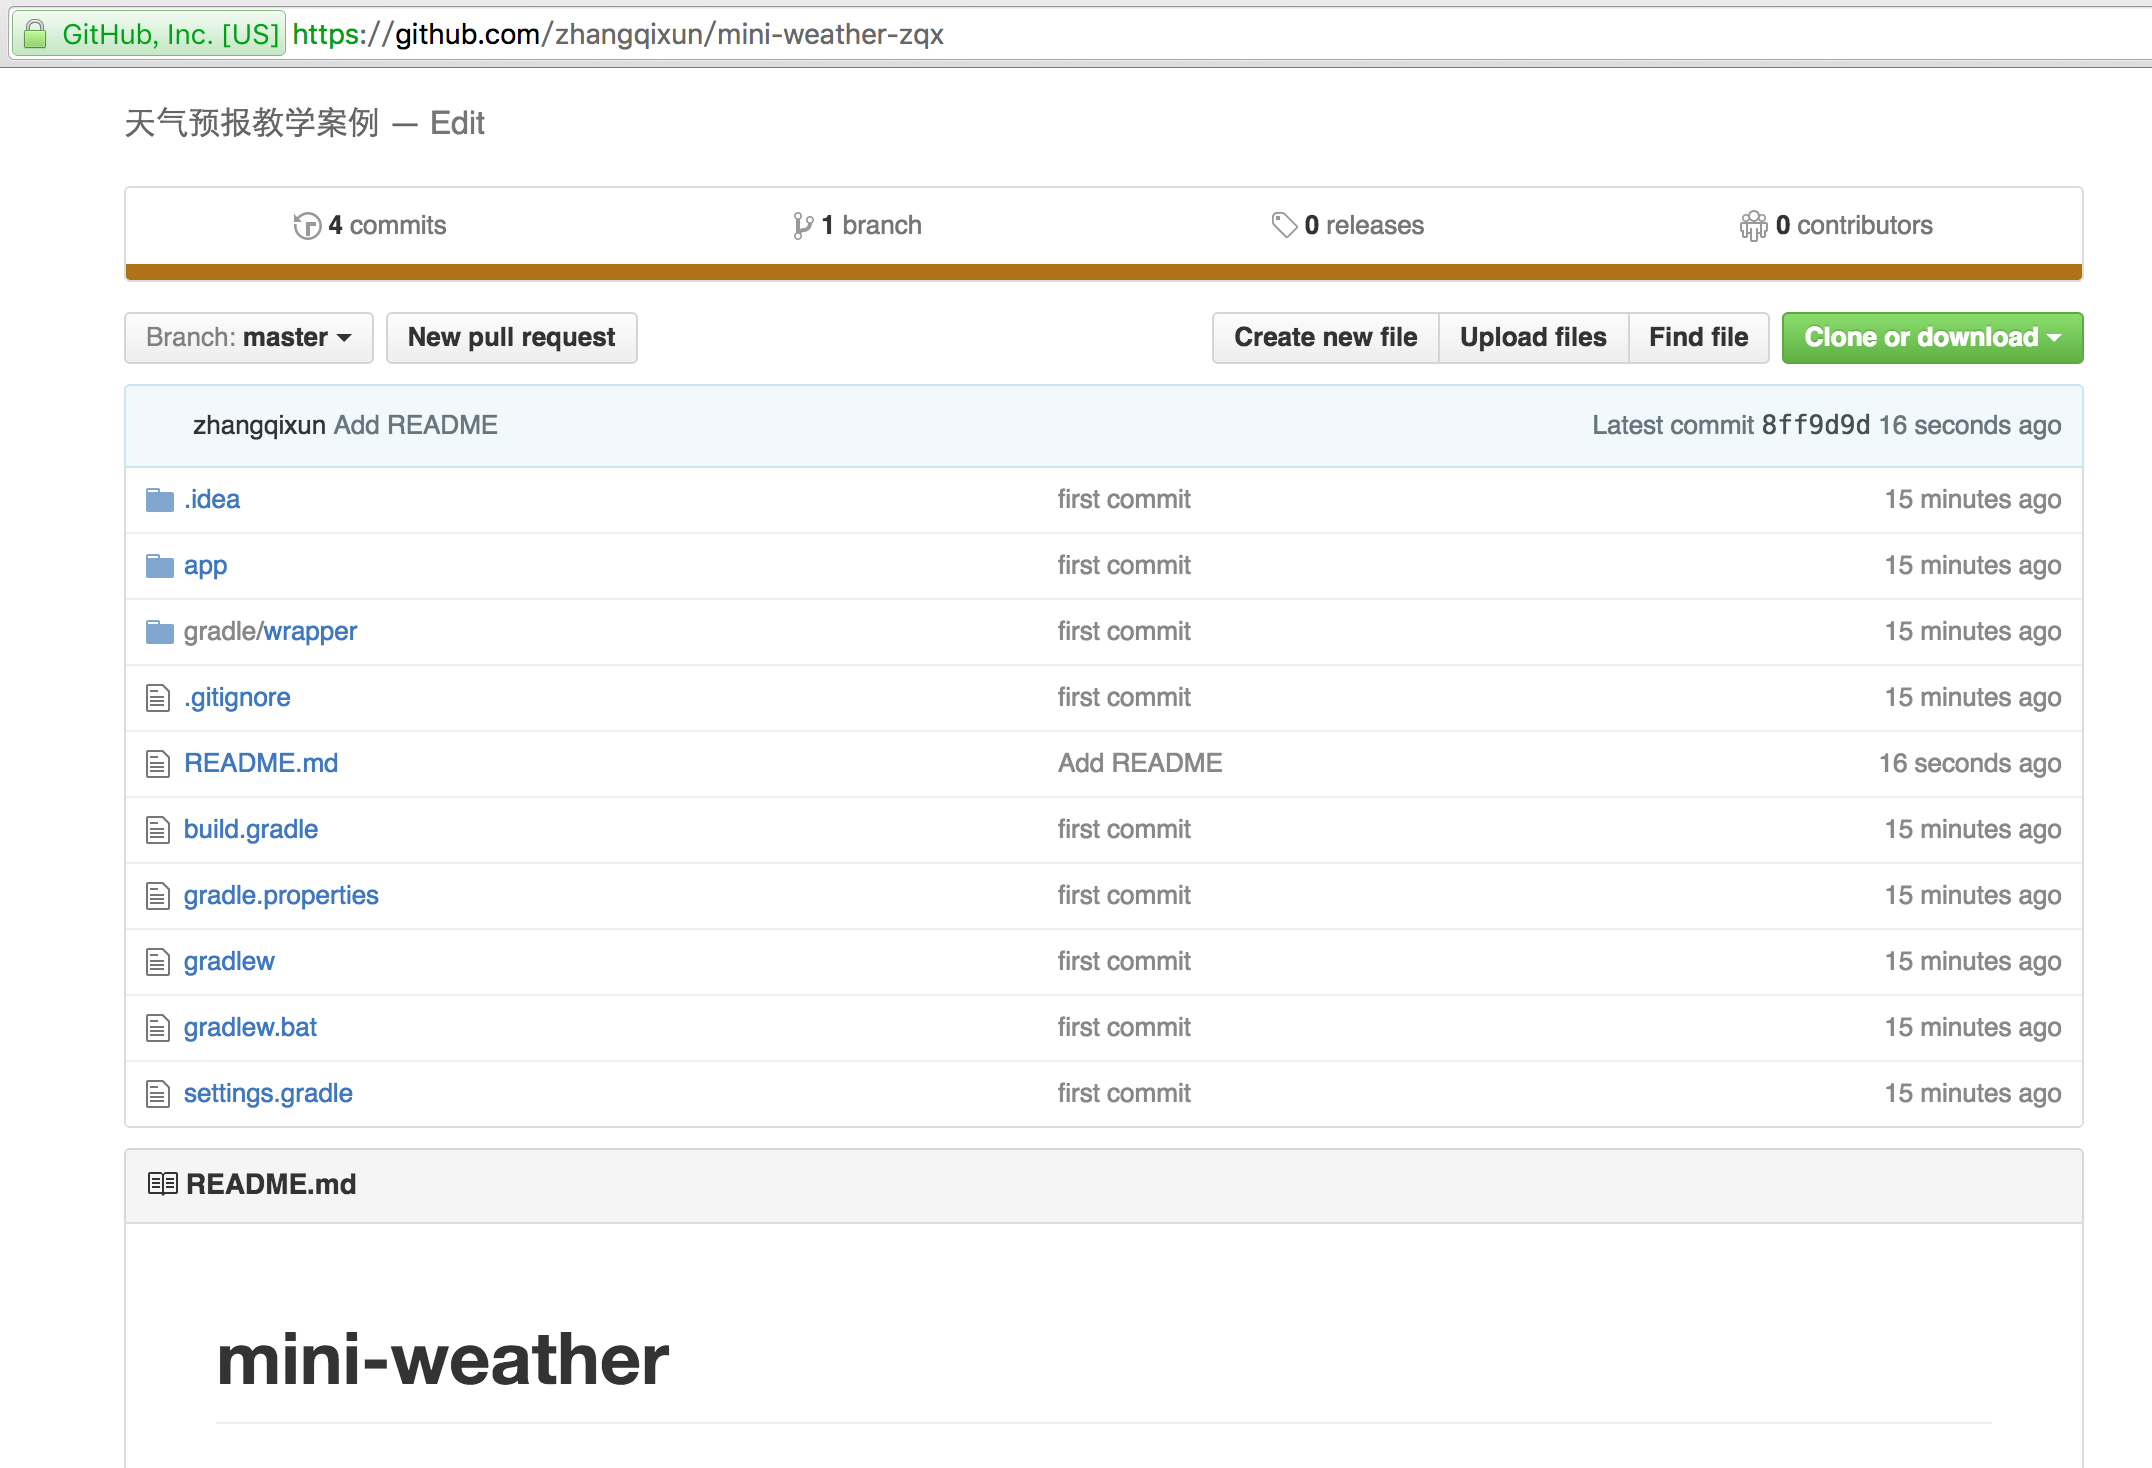 GitHub, Inc. [US] https://github.com/zhangqixun/mini-weather-zqx
天气预报教学案例 — Edit
4 commits 1 branch 0 releases 0 contributors
Branch: master New pull request Create new file Upload files Find file Clone or download
zhangqixun Add README Latest commit 8ff9d9d 16 seconds ago
.idea first commit 15 minutes ago
app first commit 15 minutes ago
gradle/wrapper first commit 15 minutes ago
.gitignore first commit 15 minutes ago
README.md Add README 16 seconds ago
build.gradle first commit 15 minutes ago
gradle.properties first commit 15 minutes ago
gradlew first commit 15 minutes ago
gradlew.bat first commit 15 minutes ago
settings.gradle first commit 15 minutes ago
README.md
mini-weather